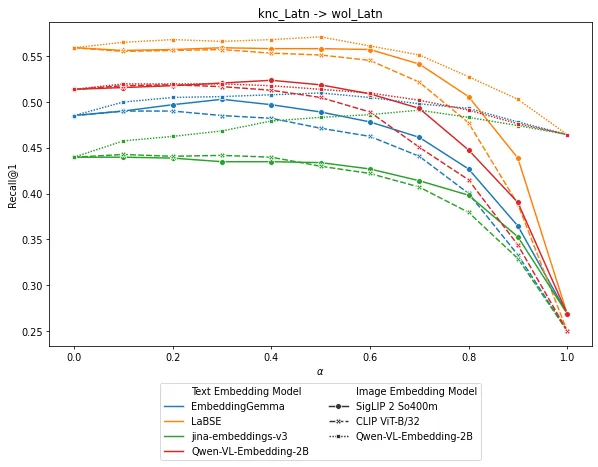 knc_Latn -> wol_Latn
Recall@1
0.55
0.50
0.45
0.40
0.35
0.30
0.25
0.0 0.2 0.4 0.6 0.8 1.0
α
Text Embedding Model
EmbeddingGemma
LaBSE
jina-embeddings-v3
Qwen-VL-Embedding-2B
Image Embedding Model
SigLIP 2 So400m
CLIP ViT-B/32
Qwen-VL-Embedding-2B